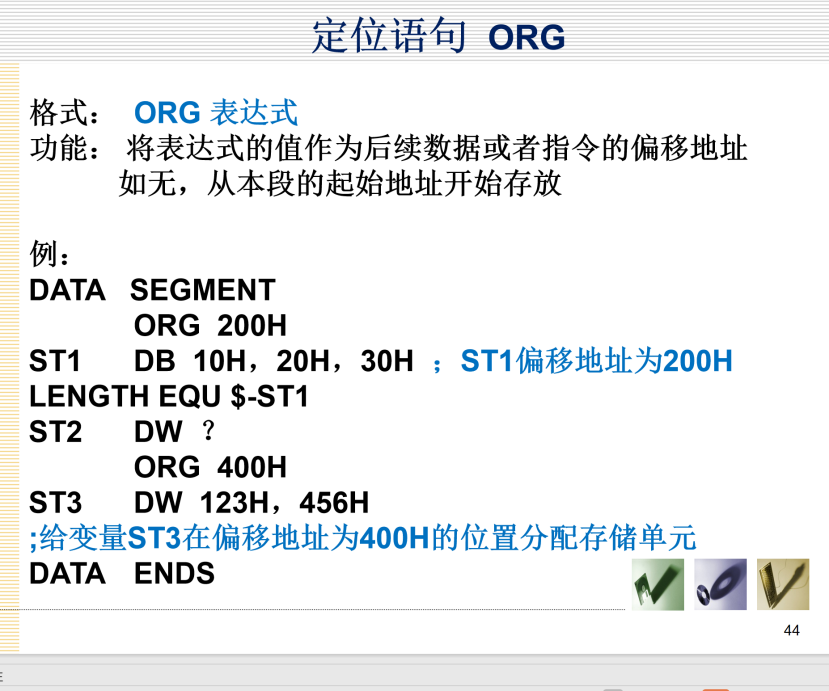 定位语句 ORG
格式： ORG 表达式
功能： 将表达式的值作为后续数据或者指令的偏移地址
如无，从本段的起始地址开始存放
例：
DATA SEGMENT
ORG 200H
ST1 DB 10H，20H，30H ；ST1偏移地址为200H
LENGTH EQU $-ST1
ST2 DW ？
ORG 400H
ST3 DW 123H，456H
;给变量ST3在偏移地址为400H的位置分配存储单元
DATA ENDS
44